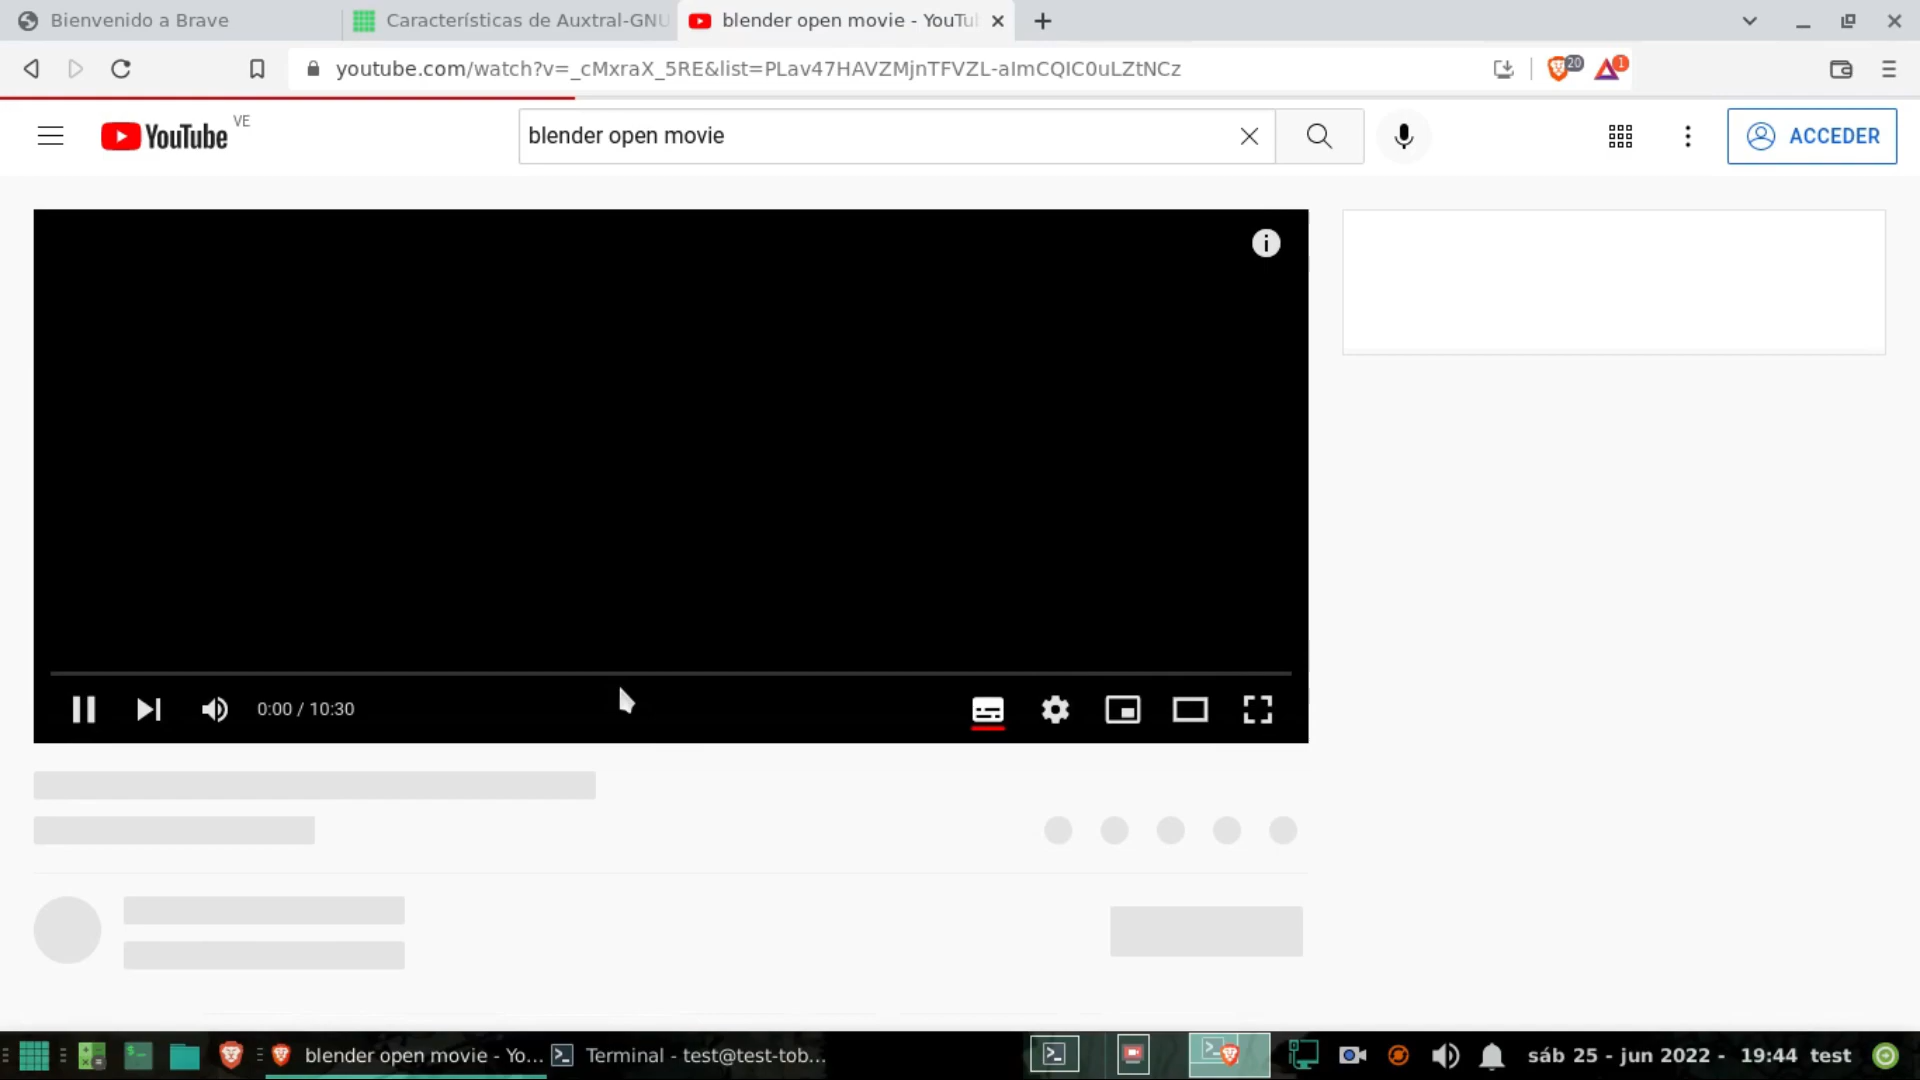 Bienvenido a Brave
Características de Auxtral-GNU
blender open movie - YouTu
youtube.com/watch?v=_cMxraX_5RE&list=PLav47HAVZMjnTFVZL-aImCQIC0uLZtNCz
20
1
YouTube
VE
blender open movie
ACCEDER
0:00 / 10:30
blender open movie - Yo...
Terminal - test@test-tob...
sáb 25 - jun 2022 - 19:44 test